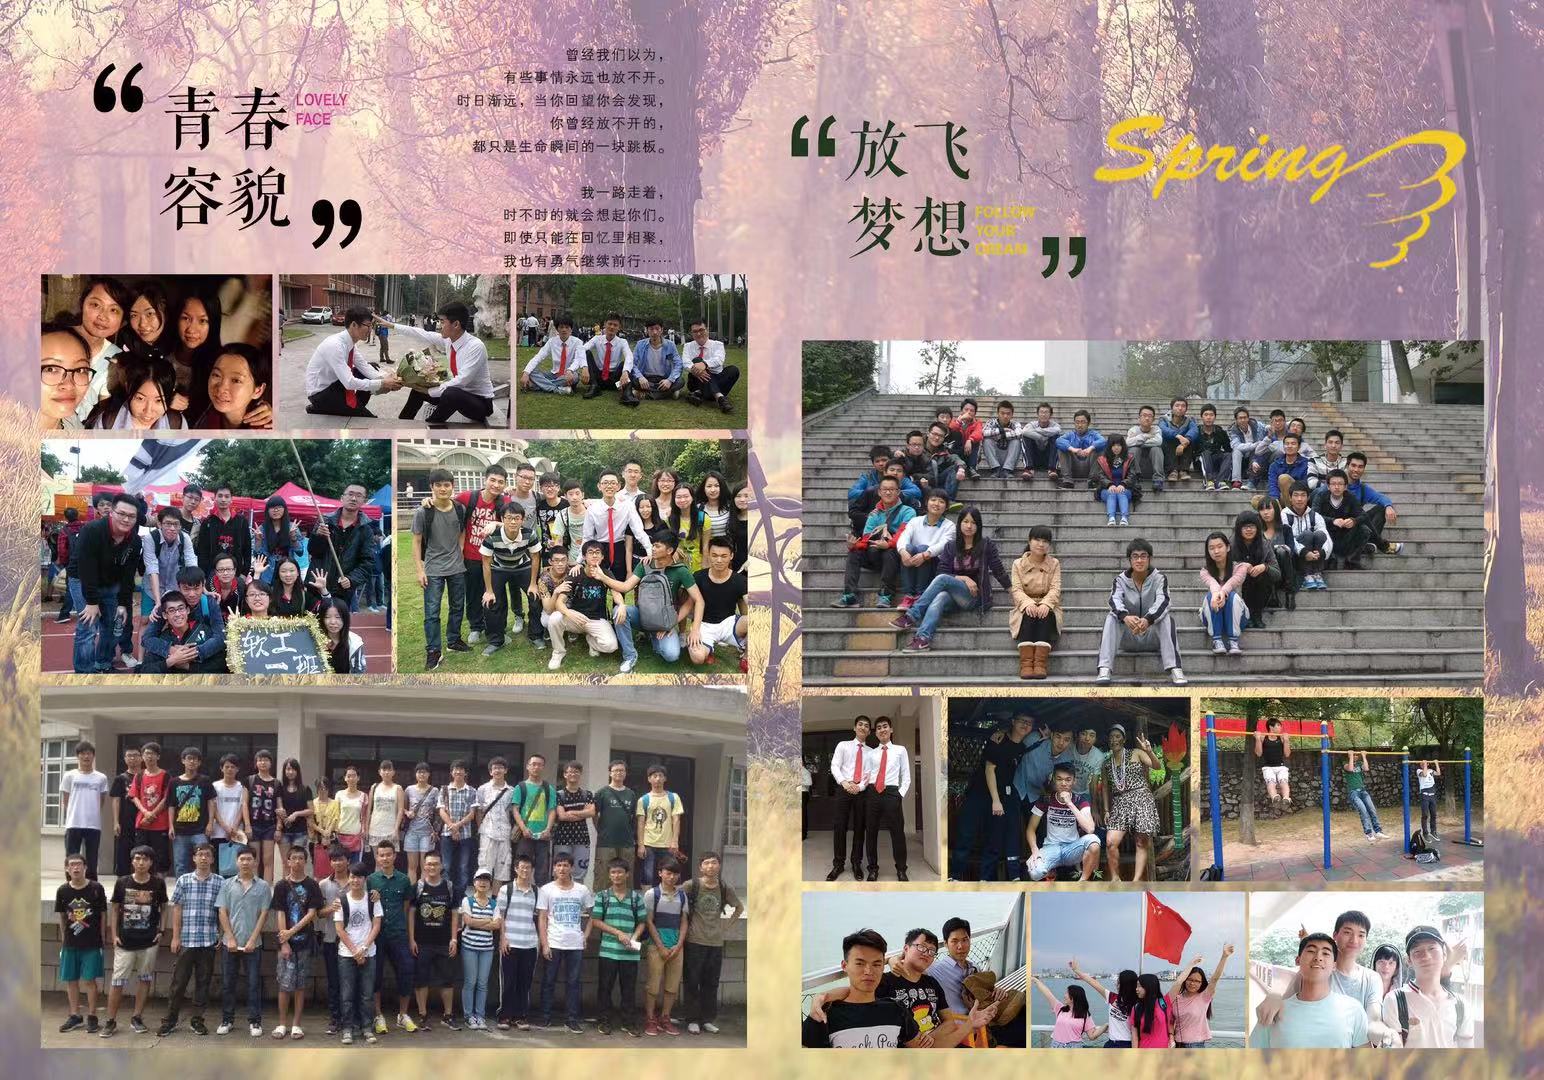 “青春
容貌”
LOVELY
FACE
曾经我们以为，
有些事情永远也放不开。
时日渐远，当你回望你会发现，
你曾经放不开的，
都只是生命瞬间的一块跳板。
我一路走着，
时不时的就会想起你们。
即使只能在回忆里相聚，
我也有勇气继续前行……
“放飞
梦想”
FOLLOW
YOUR
Spring
软工
一班